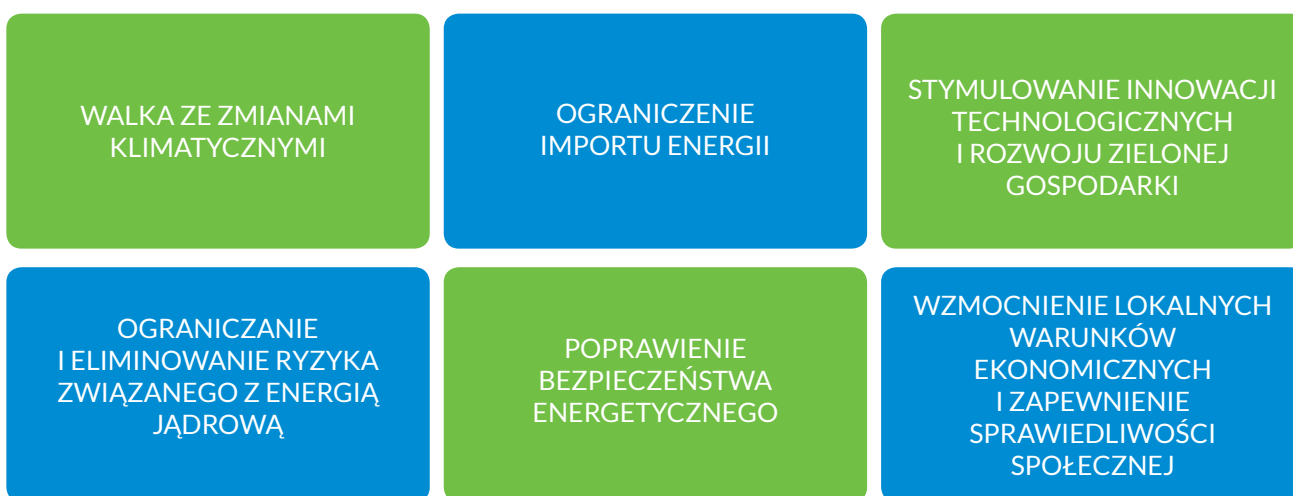 WALKA ZE ZMIANAMI
KLIMATYCZNYMI
OGRANICZENIE
IMPORTU ENERGII
STYMULOWANIE INNOWACJI
TECHNOLOGICZNYCH
I ROZWOJU ZIELONEJ
GOSPODARKI
OGRANICZANIE
I ELIMINOWANIE RYZYKA
ZWIĄZANEGO Z ENERGIĄ
JĄDROWĄ
POPRAWIENIE
BEZPIECZEŃSTWA
ENERGETYCZNEGO
WZMOCNIENIE LOKALNYCH
WARUNKÓW
EKONOMICZNYCH
I ZAPEWNIENIE
SPRAWIEDLIWOŚCI
SPOŁECZNEJ